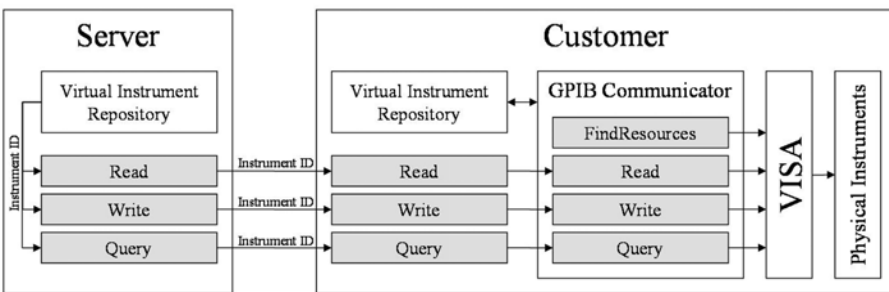 Server
Customer
Virtual Instrument
Repository
Instrument ID
Read
Write
Query
Instrument ID
Instrument ID
Instrument ID
Virtual Instrument
Repository
Read
Write
Query
GPIB Communicator
FindResources
Read
Write
Query
VISA
Physical Instruments